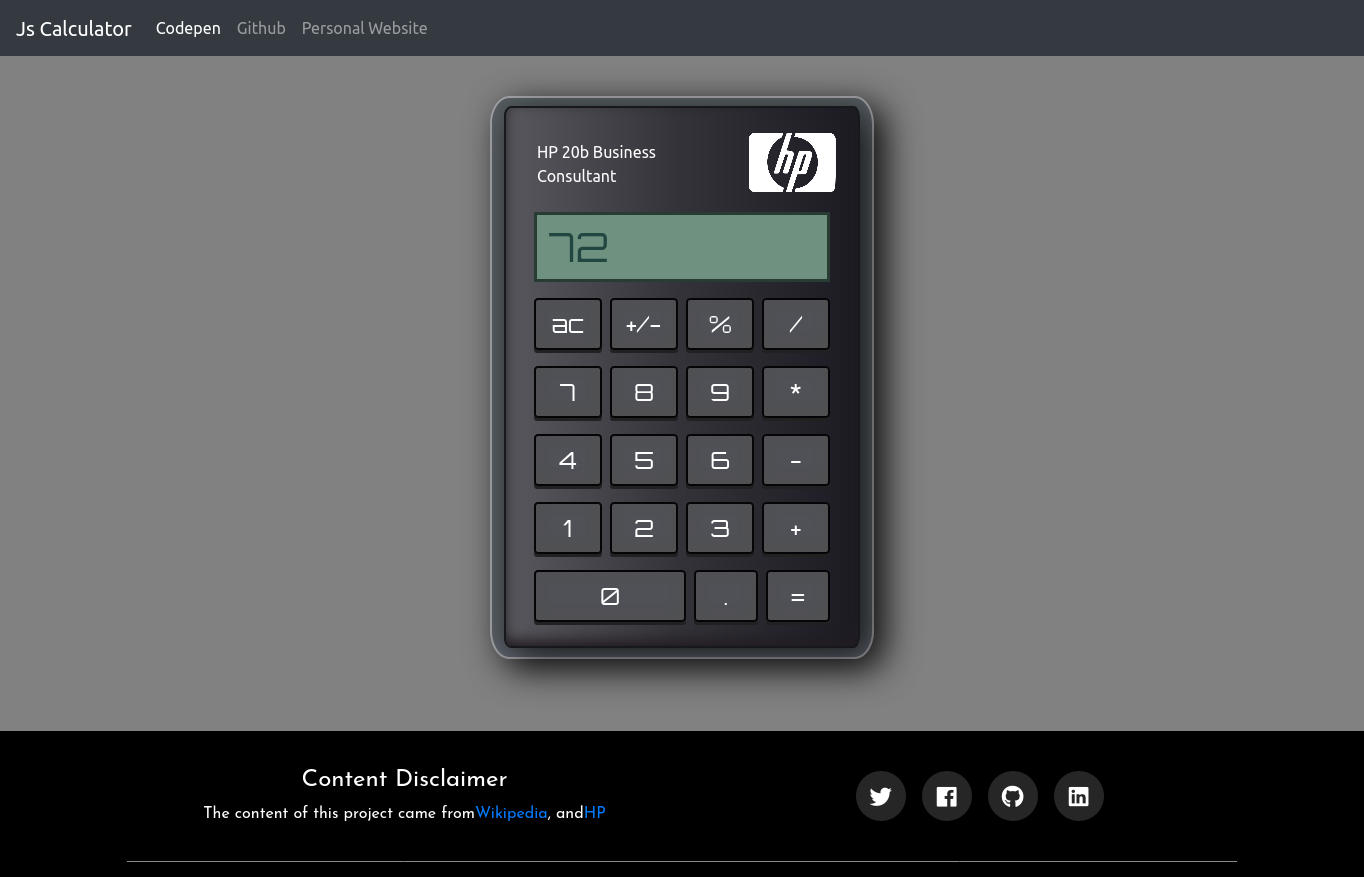 Js Calculator Codepen Github Personal Website
HP 20b Business
Consultant
hp
72
ac +/- % /
7 8 9 *
4 5 6 -
1 2 3 +
0 . =
Content Disclaimer
The content of this project came fromWikipedia, andHP